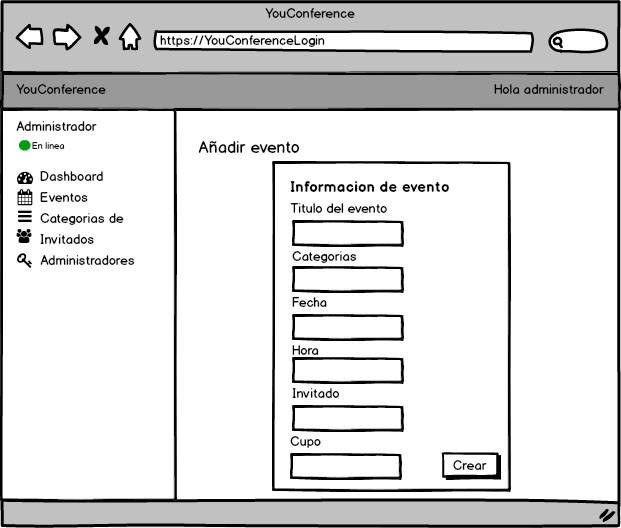 YouConference
https://YouConferenceLogin
YouConference
Hola administrador
Administrador
En linea
Dashboard
Eventos
Categorias de
Invitados
Administradores
Añadir evento
Informacion de evento
Titulo del evento
Categorias
Fecha
Hora
Invitado
Cupo
Crear